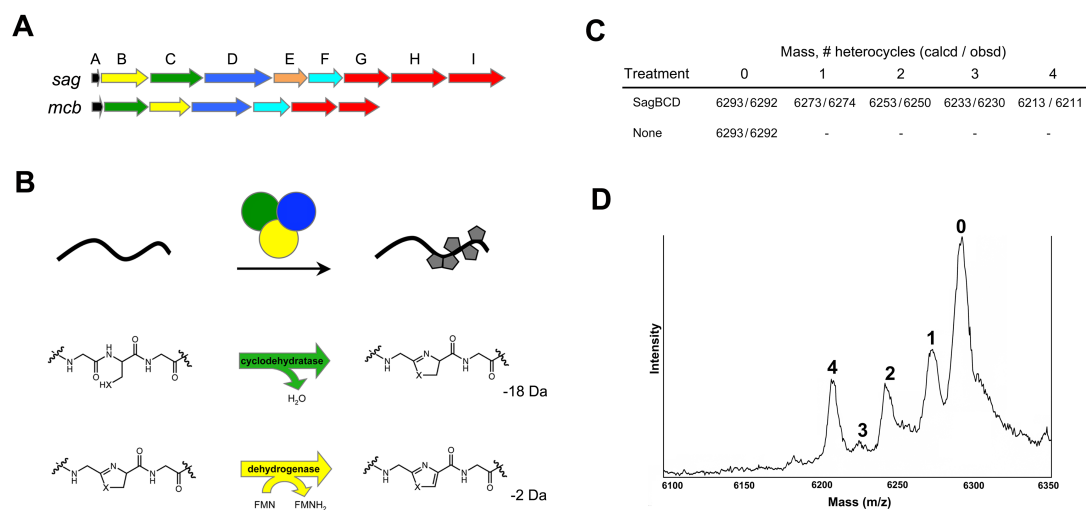 A
A B C D E F G H I
sag
mcb
B
cyclodehydratase
H2O
-18 Da
dehydrogenase
FMN FMNH2
-2 Da
H N O H N O H N O HX
H N N X O H N O
H N N X O H N O
H N N X O H N O
C
Mass, # heterocycles (calcd / obsd)
Treatment 0 1 2 3 4
SagBCD 6293/6292 6273/6274 6253/6250 6233/6230 6213/6211
None 6293/6292 - - - -
D
0
1
4 2
3
Intensity
6100 6150 6200 6250 6300 6350
Mass (m/z)